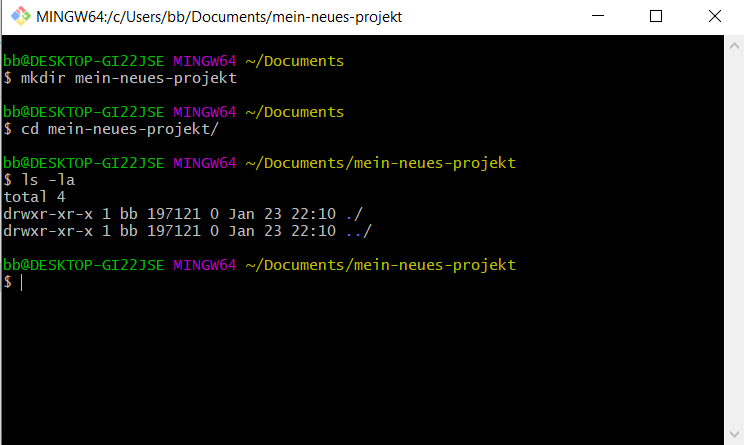 MINGW64:/c/Users/bb/Documents/mein-neues-projekt
bb@DESKTOP-GI22JSE MINGW64 ~/Documents
$ mkdir mein-neues-projekt
bb@DESKTOP-GI22JSE MINGW64 ~/Documents
$ cd mein-neues-projekt/
bb@DESKTOP-GI22JSE MINGW64 ~/Documents/mein-neues-projekt
$ ls -la
total 4
drwxr-xr-x 1 bb 197121 0 Jan 23 22:10 ./
drwxr-xr-x 1 bb 197121 0 Jan 23 22:10 ../
bb@DESKTOP-GI22JSE MINGW64 ~/Documents/mein-neues-projekt
$